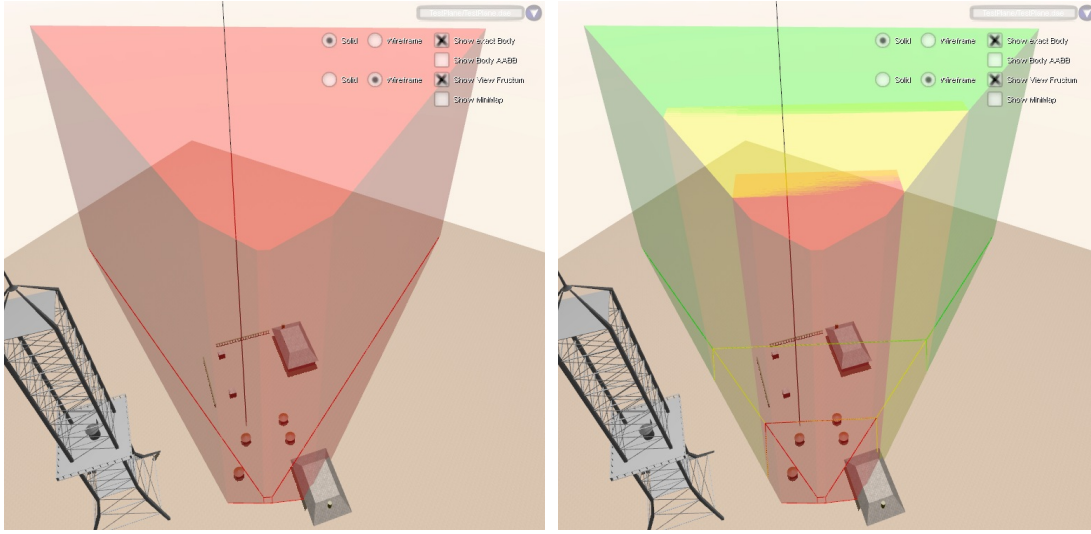 Solid Wireframe Show exact Body
Show Body AABB
Solid Wireframe Show View Frustum
Show MiniMap
Solid Wireframe Show exact Body
Show Body AABB
Solid Wireframe Show View Frustum
Show MiniMap